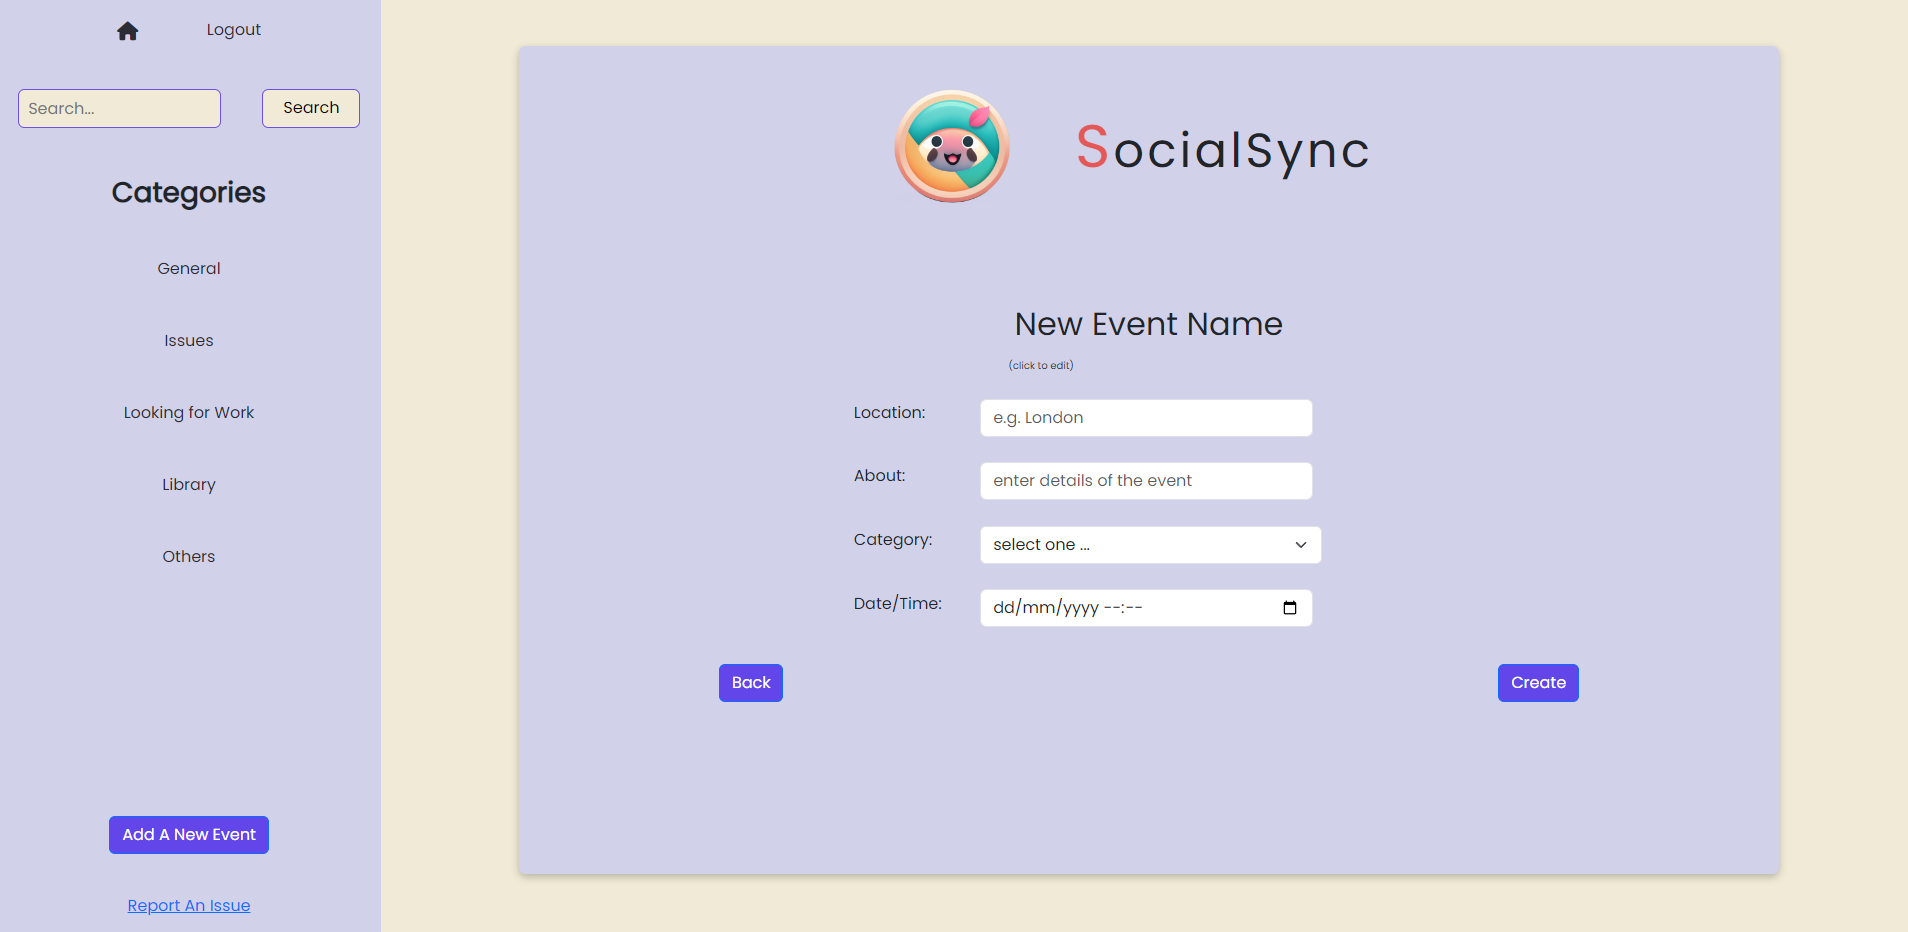 Logout
Search...
Search
Categories
General
Issues
Looking for Work
Library
Others
Add A New Event
Report An Issue
SocialSync
New Event Name
(click to edit)
Location:
e.g. London
About:
enter details of the event
Category:
select one ...
Date/Time:
dd/mm/yyyy --:--
Back
Create